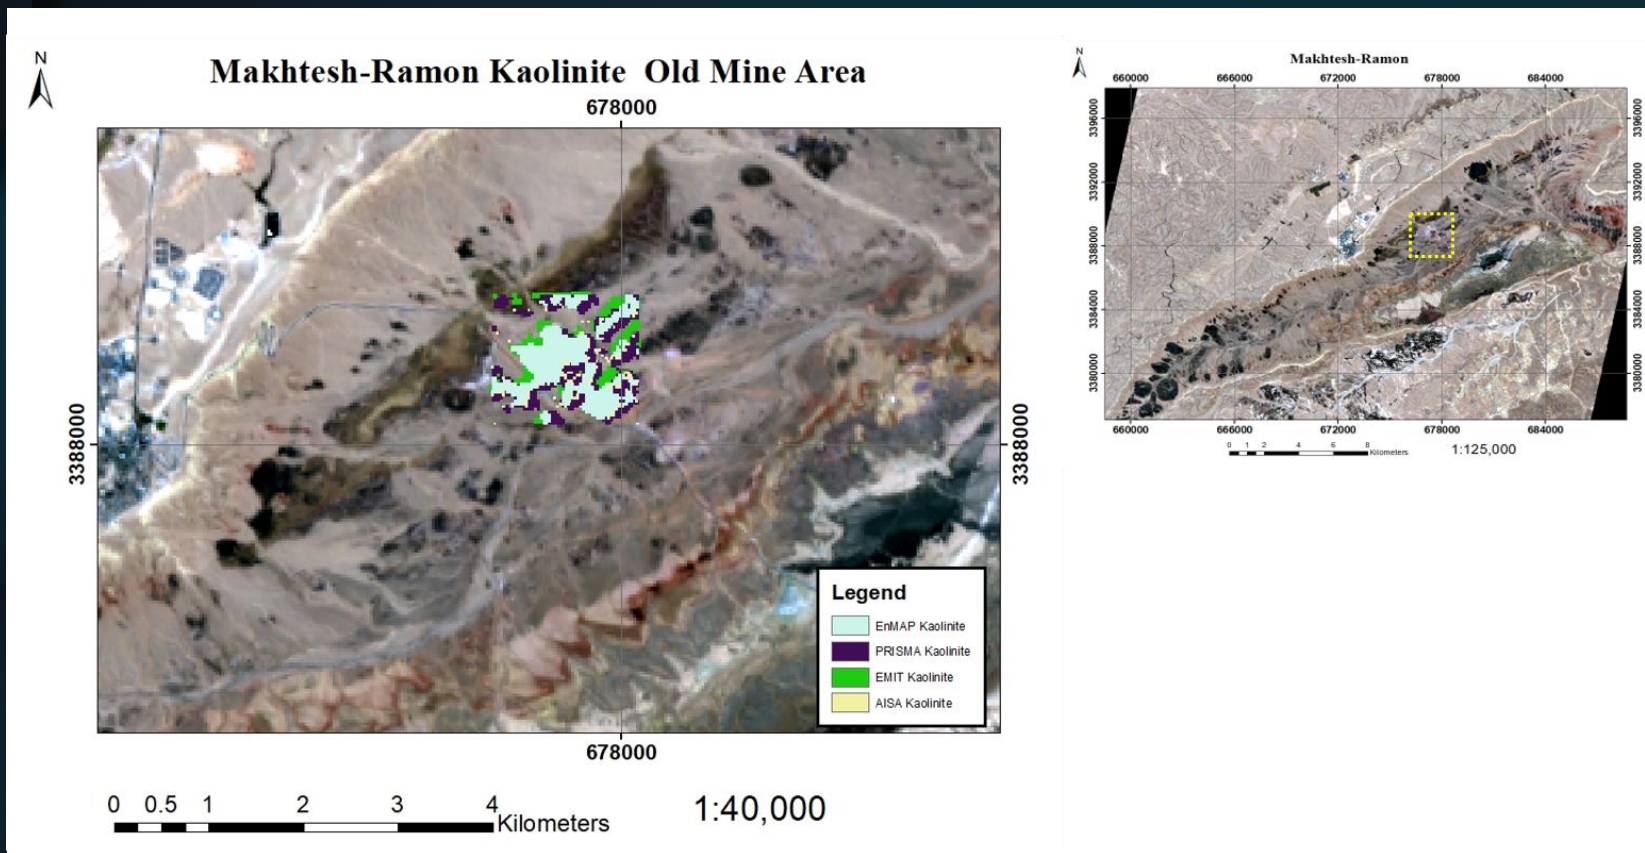 N
Makhtesh-Ramon Kaolinite Old Mine Area
678000
3388000
3388000
Legend
EnMAP Kaolinite
PRISMA Kaolinite
EMIT Kaolinite
AISA Kaolinite
678000
0 0.5 1 2 3 4
Kilometers
1:40,000
N
Makhtesh-Ramon
660000 666000 672000 678000 684000
3396000
3392000
3388000
3384000
3380000
3396000
3392000
3388000
3384000
3380000
660000 666000 672000 678000 684000
0 1 2 4 6 8
Kilometers
1:125,000